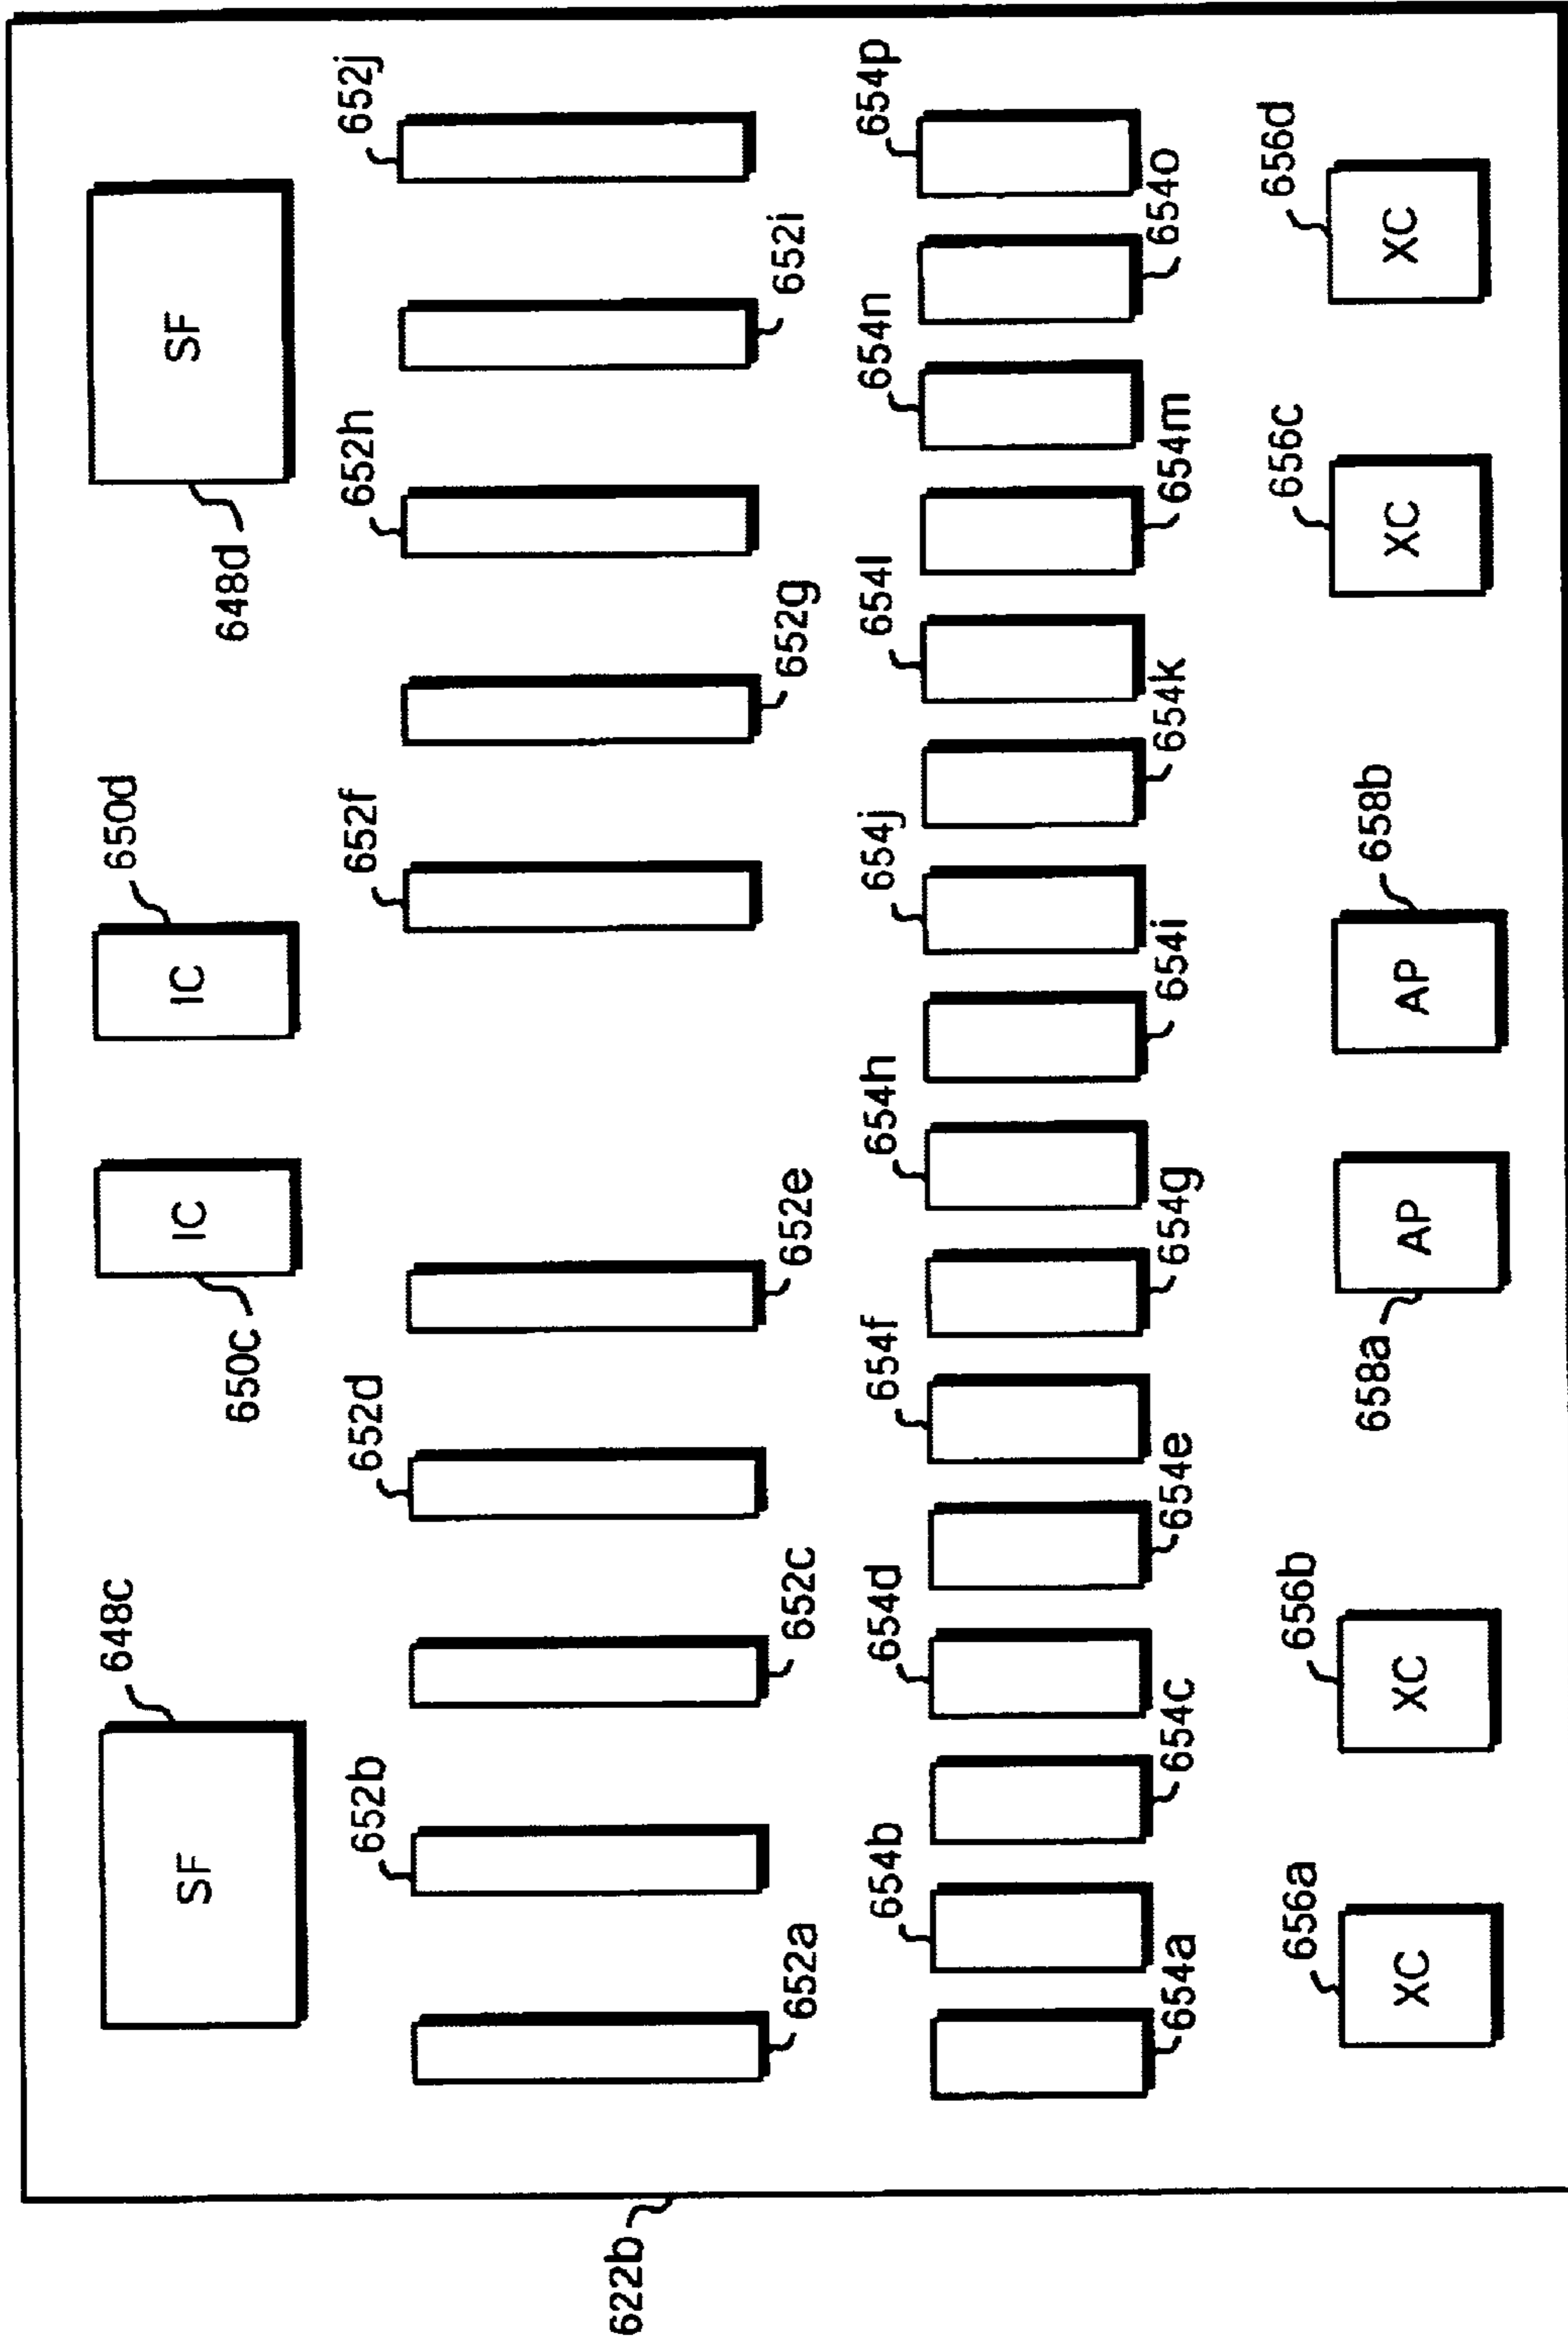 648c 650d
SF IC IC SF
650c 648d
652b 652d 652f 652h 652j
622b
652a 652c 652e 652g 652i
654b 654d 654f 654h 654j 654l 654n 654p
654a 654c 654e 654g 654i 654k 654m 654o
656a 656b 656c 656d
658a 658b
XC XC AP AP XC XC